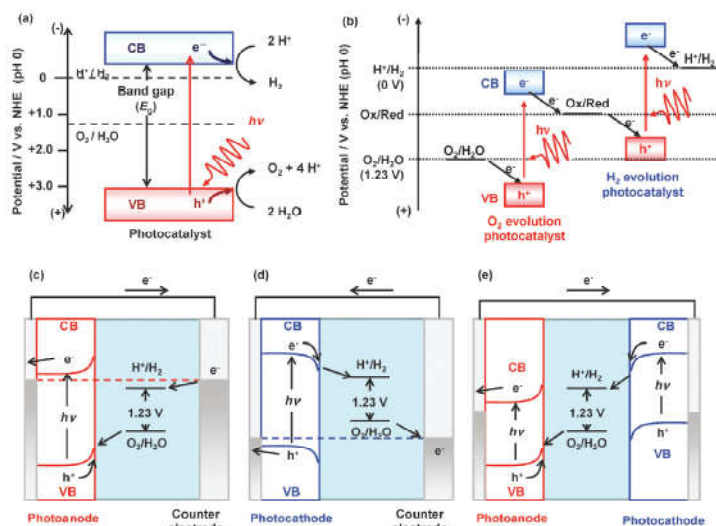 (a)
(-)
Potential / V vs. NHE (pH 0)
0
+1.0
+2.0
+3.0
(+)
CB
e⁻
2 H⁺
H⁺/H₂
H₂
Band gap
(E₉)
hν
O₂/H₂O
O₂ + 4 H⁺
VB
h⁺
2 H₂O
Photocatalyst
(b)
(-)
Potential / V vs. NHE (pH 0)
(+)
H⁺/H₂
(0 V)
Ox/Red
O₂/H₂O
(1.23 V)
e⁻
e⁻
H⁺/H₂
CB
e⁻
e⁻
Ox/Red
e⁻
hν
hν
h⁺
O₂/H₂O
e⁻
VB
h⁺
H₂ evolution
photocatalyst
O₂ evolution
photocatalyst
(c)
e⁻
CB
e⁻
hν
h⁺
VB
H⁺/H₂
1.23 V
O₂/H₂O
e⁻
Photoanode
Counter
(d)
e⁻
CB
e⁻
hν
h⁺
VB
H⁺/H₂
1.23 V
O₂/H₂O
e⁻
Photocathode
Counter
(e)
e⁻
CB
e⁻
hν
h⁺
VB
H⁺/H₂
1.23 V
O₂/H₂O
CB
e⁻
hν
h⁺
VB
Photoanode
Photocathode